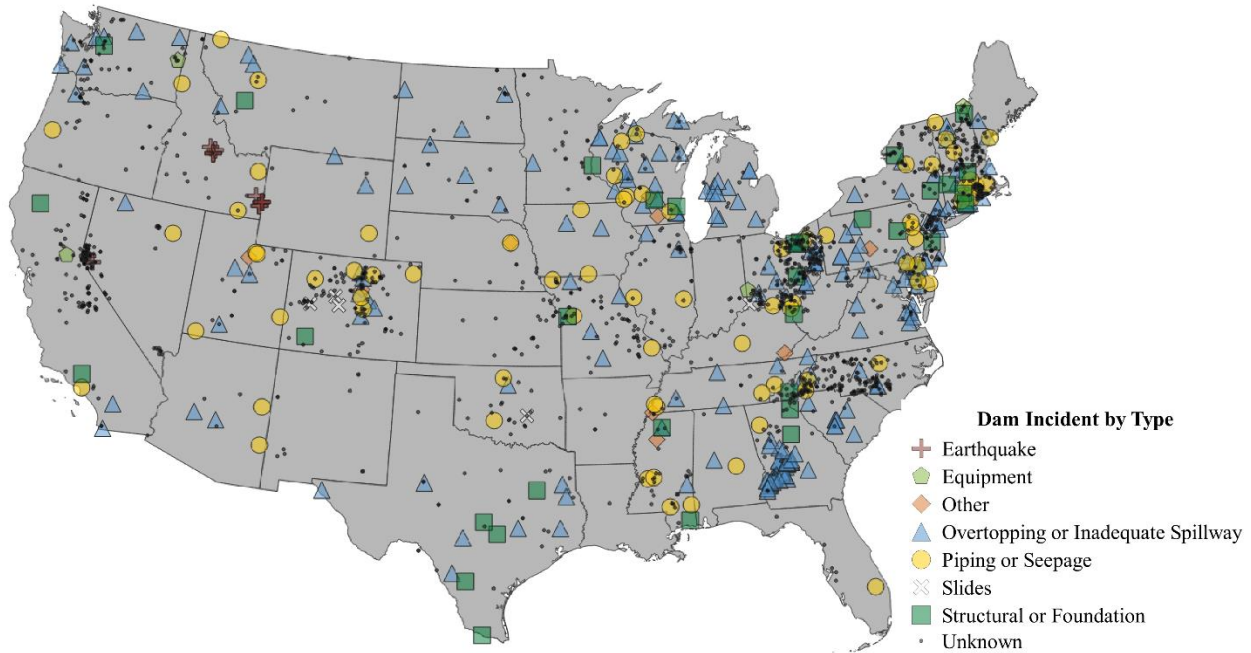 Dam Incident by Type
Earthquake
Equipment
Other
Overtopping or Inadequate Spillway
Piping or Seepage
Slides
Structural or Foundation
Unknown